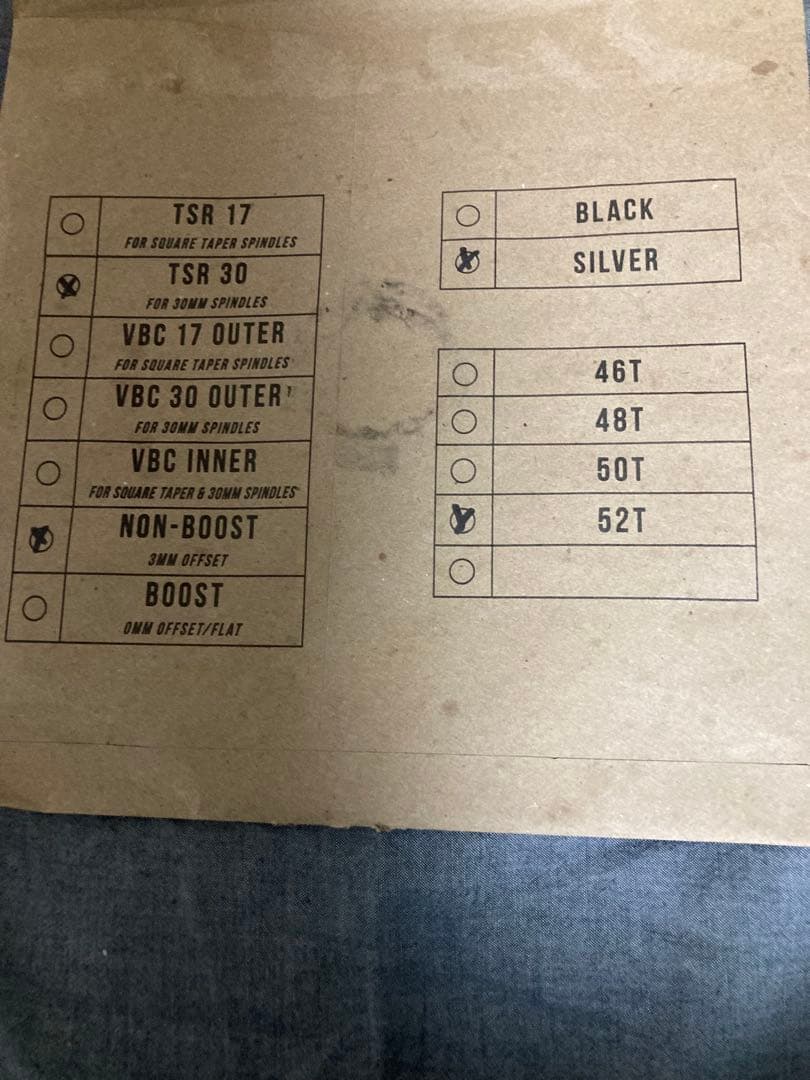 TSR 17
FOR SQUARE TAPER SPINDLES
TSR 30
FOR 30MM SPINDLES
VBC 17 OUTER
FOR SQUARE TAPER SPINDLES
VBC 30 OUTER
FOR 30MM SPINDLES
VBC INNER
FOR SQUARE TAPER & 30MM SPINDLES
NON-BOOST
3MM OFFSET
BOOST
0MM OFFSET/FLAT
BLACK
SILVER
46T
48T
50T
52T